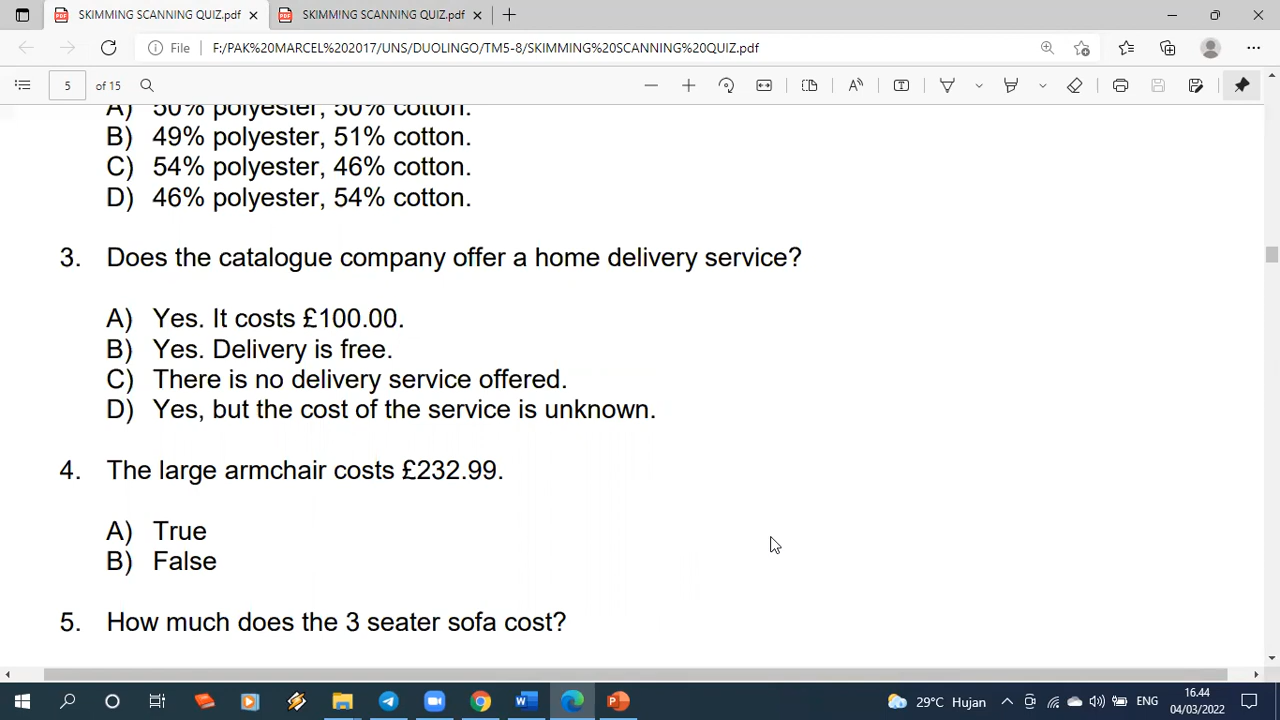 SKIMMING SCANNING QUIZ.pdf
SKIMMING SCANNING QUIZ.pdf
File
F:/PAK%20MARCEL%202017/UNS/DUOLINGO/TM5-8/SKIMMING%20SCANNING%20QUIZ.pdf
5 of 15
A) 50% polyester, 50% cotton.
B) 49% polyester, 51% cotton.
C) 54% polyester, 46% cotton.
D) 46% polyester, 54% cotton.
3. Does the catalogue company offer a home delivery service?
A) Yes. It costs £100.00.
B) Yes. Delivery is free.
C) There is no delivery service offered.
D) Yes, but the cost of the service is unknown.
4. The large armchair costs £232.99.
A) True
B) False
5. How much does the 3 seater sofa cost?
29°C Hujan
ENG
16.44
04/03/2022